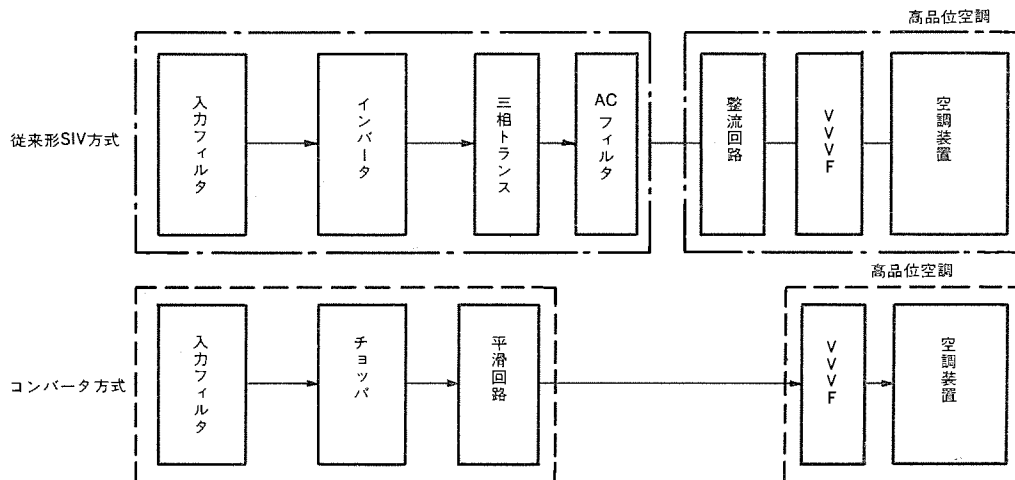 高品位空調
従来形SIV方式
入力フィルタ
インバータ
三相トランス
ACフィルタ
整流回路
VVVF
空調装置
高品位空調
コンバータ方式
入力フィルタ
チョッパ
平滑回路
VVVF
空調装置